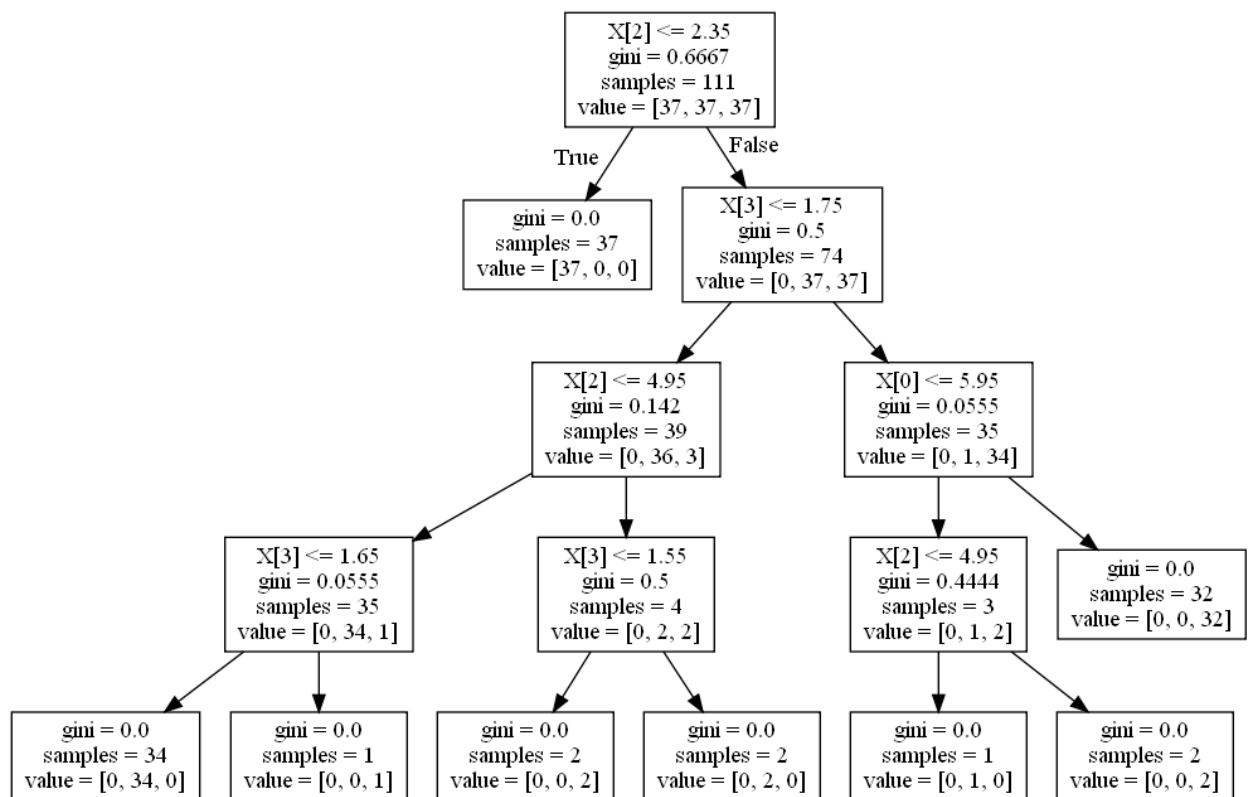 X[2] <= 2.35
gini = 0.6667
samples = 111
value = [37, 37, 37]
True
False
gini = 0.0
samples = 37
value = [37, 0, 0]
X[3] <= 1.75
gini = 0.5
samples = 74
value = [0, 37, 37]
X[2] <= 4.95
gini = 0.142
samples = 39
value = [0, 36, 3]
X[0] <= 5.95
gini = 0.0555
samples = 35
value = [0, 1, 34]
X[3] <= 1.65
gini = 0.0555
samples = 35
value = [0, 34, 1]
X[3] <= 1.55
gini = 0.5
samples = 4
value = [0, 2, 2]
X[2] <= 4.95
gini = 0.4444
samples = 3
value = [0, 1, 2]
gini = 0.0
samples = 32
value = [0, 0, 32]
gini = 0.0
samples = 34
value = [0, 34, 0]
gini = 0.0
samples = 1
value = [0, 0, 1]
gini = 0.0
samples = 2
value = [0, 0, 2]
gini = 0.0
samples = 2
value = [0, 2, 0]
gini = 0.0
samples = 1
value = [0, 1, 0]
gini = 0.0
samples = 2
value = [0, 0, 2]